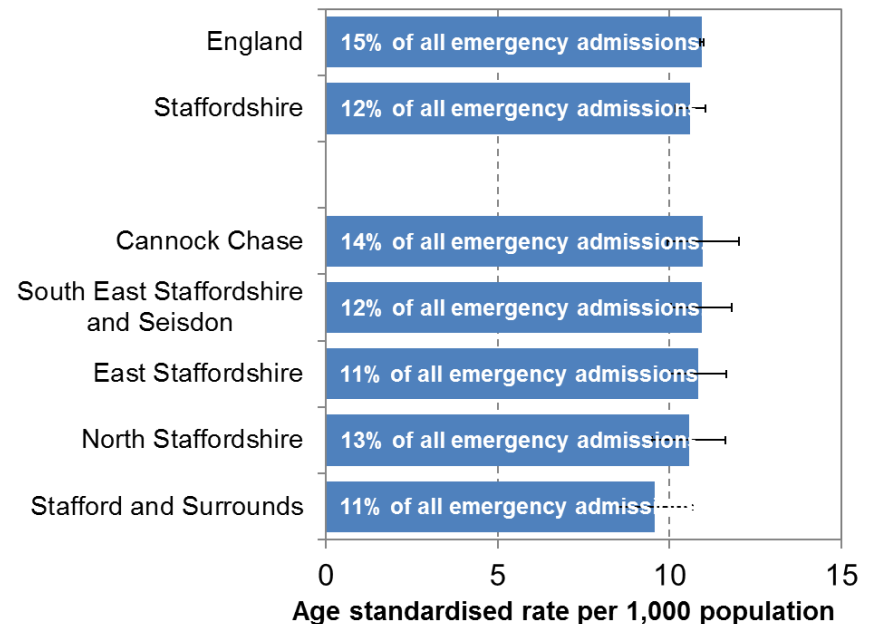 England
15% of all emergency admissions
Staffordshire
12% of all emergency admissions
Cannock Chase
14% of all emergency admissions
South East Staffordshire
and Seisdon
12% of all emergency admissions
East Staffordshire
11% of all emergency admissions
North Staffordshire
13% of all emergency admissions
Stafford and Surrounds
11% of all emergency admiss
0 5 10 15
Age standardised rate per 1,000 population